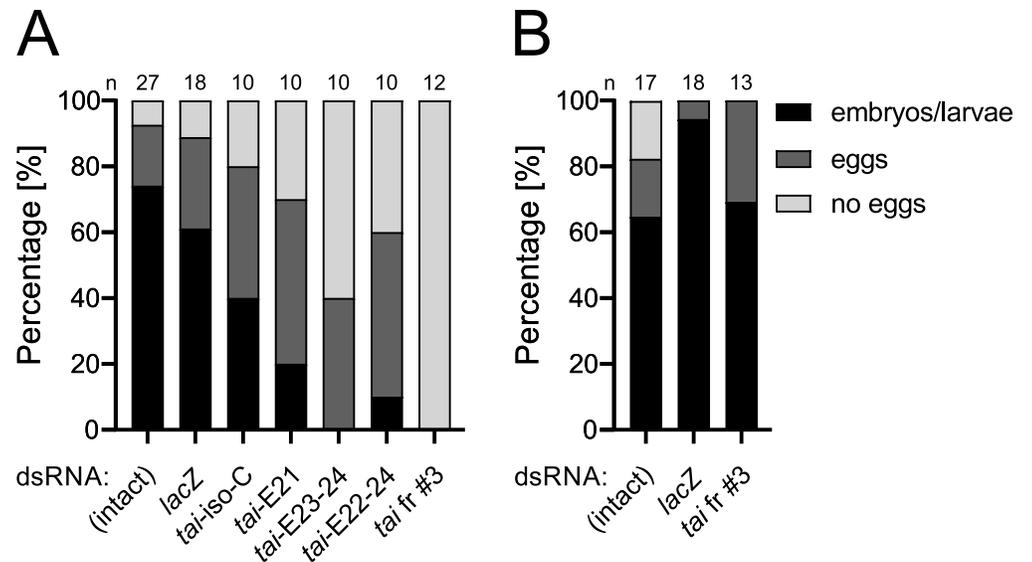 A
n 27 18 10 10 10 10 12
Percentage [%]
100
80
60
40
20
0
dsRNA: (intact) lacZ tai-iso-C tai-E21 tai-E23-24 tai-E22-24 tai fr #3
B
n 17 18 13
Percentage [%]
100
80
60
40
20
0
dsRNA: (intact) lacZ tai fr #3
embryos/larvae
eggs
no eggs